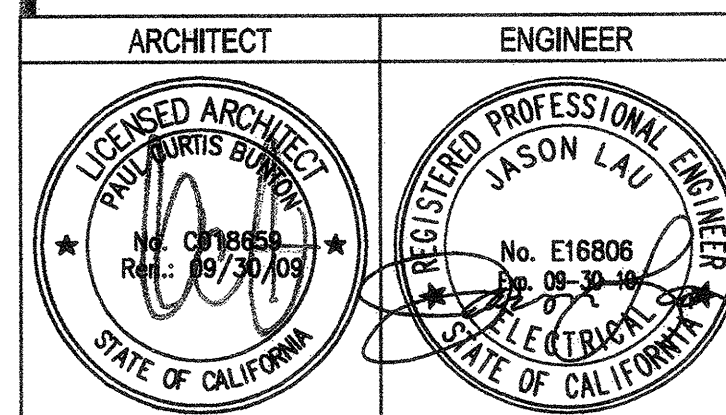 ARCHITECT
LICENSED ARCHITECT
PAUL CURTIS BUNTON
No. C018659
Ren.: 09/30/09
STATE OF CALIFORNIA
ENGINEER
REGISTERED PROFESSIONAL ENGINEER
JASON LAU
No. E16806
Exp. 09-30-10
ELECTRICAL
STATE OF CALIFORNIA